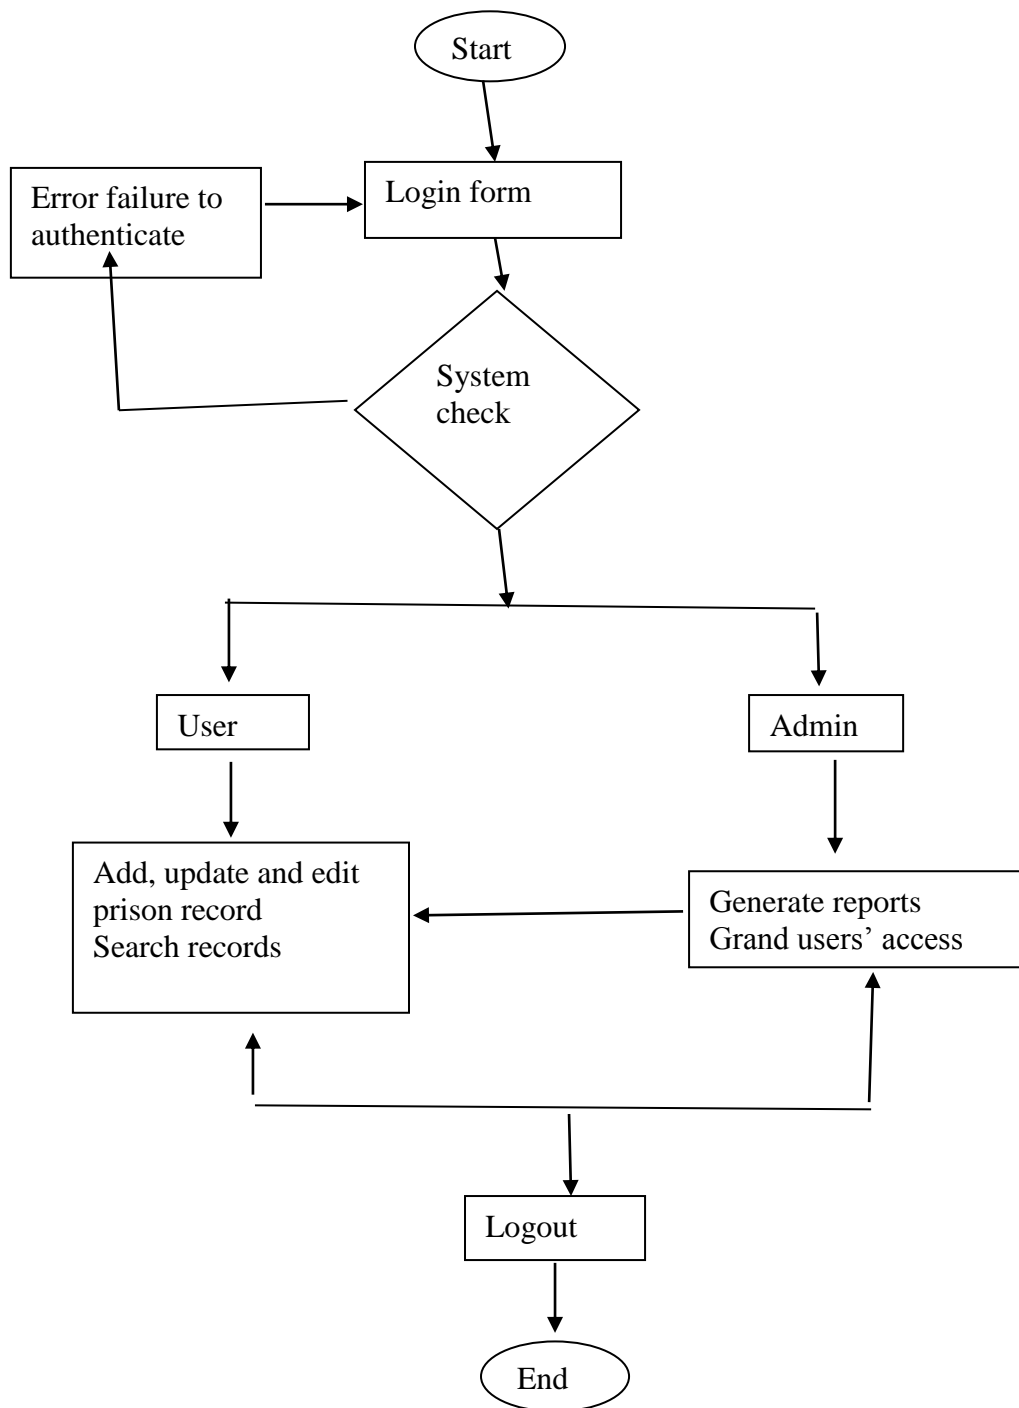 Start
Login form
Error failure to
authenticate
System
check
User
Admin
Add, update and edit
prison record
Search records
Generate reports
Grand users’ access
Logout
End